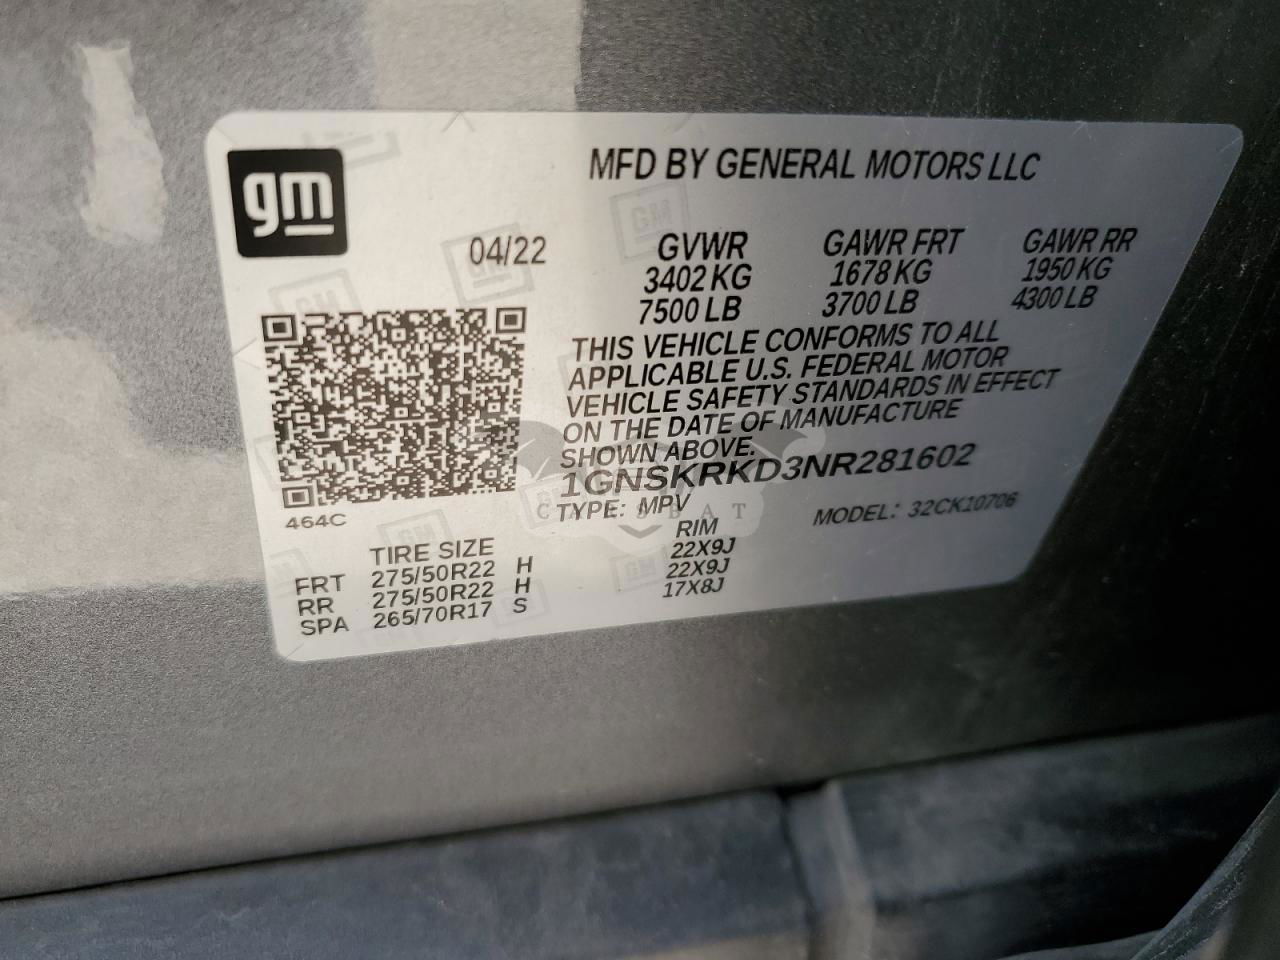 gm
MFD BY GENERAL MOTORS LLC
04/22
GVWR GAWR FRT GAWR RR
3402 KG 1678 KG 1950 KG
7500 LB 3700 LB 4300 LB
THIS VEHICLE CONFORMS TO ALL
APPLICABLE U.S. FEDERAL MOTOR
VEHICLE SAFETY STANDARDS IN EFFECT
ON THE DATE OF MANUFACTURE
SHOWN ABOVE.
1GNSKRKD3NR281602
TYPE: MPV MODEL: 32CK10706
464C
TIRE SIZE RIM
FRT 275/50R22 H 22X9J
RR 275/50R22 H 22X9J
SPA 265/70R17 S 17X8J